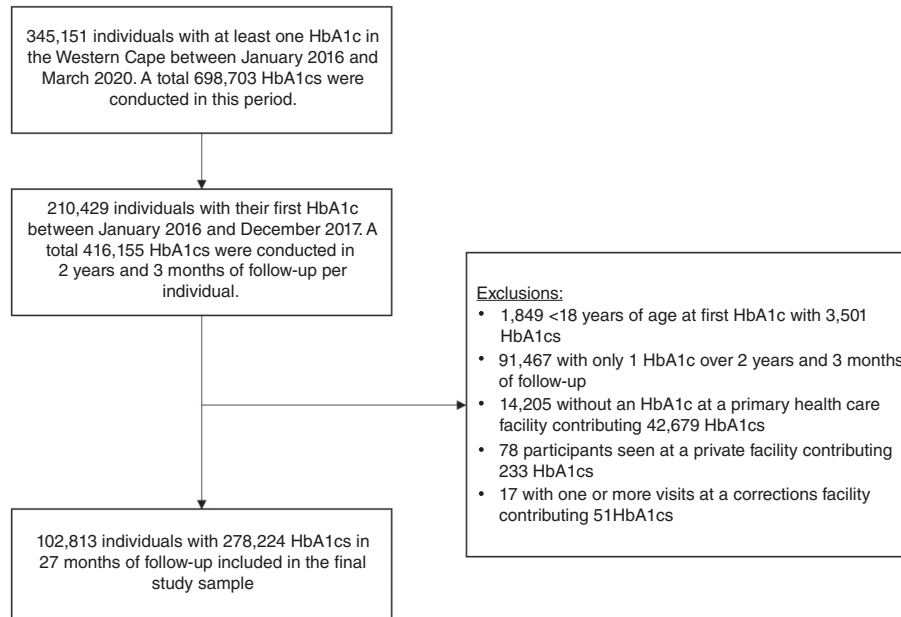 345,151 individuals with at least one HbA1c in
the Western Cape between January 2016 and
March 2020. A total 698,703 HbA1cs were
conducted in this period.
210,429 individuals with their first HbA1c
between January 2016 and December 2017. A
total 416,155 HbA1cs were conducted in
2 years and 3 months of follow-up per
individual.
Exclusions:
• 1,849 <18 years of age at first HbA1c with 3,501
HbA1cs
• 91,467 with only 1 HbA1c over 2 years and 3 months
of follow-up
• 14,205 without an HbA1c at a primary health care
facility contributing 42,679 HbA1cs
• 78 participants seen at a private facility contributing
233 HbA1cs
• 17 with one or more visits at a corrections facility
contributing 51HbA1cs
102,813 individuals with 278,224 HbA1cs in
27 months of follow-up included in the final
study sample